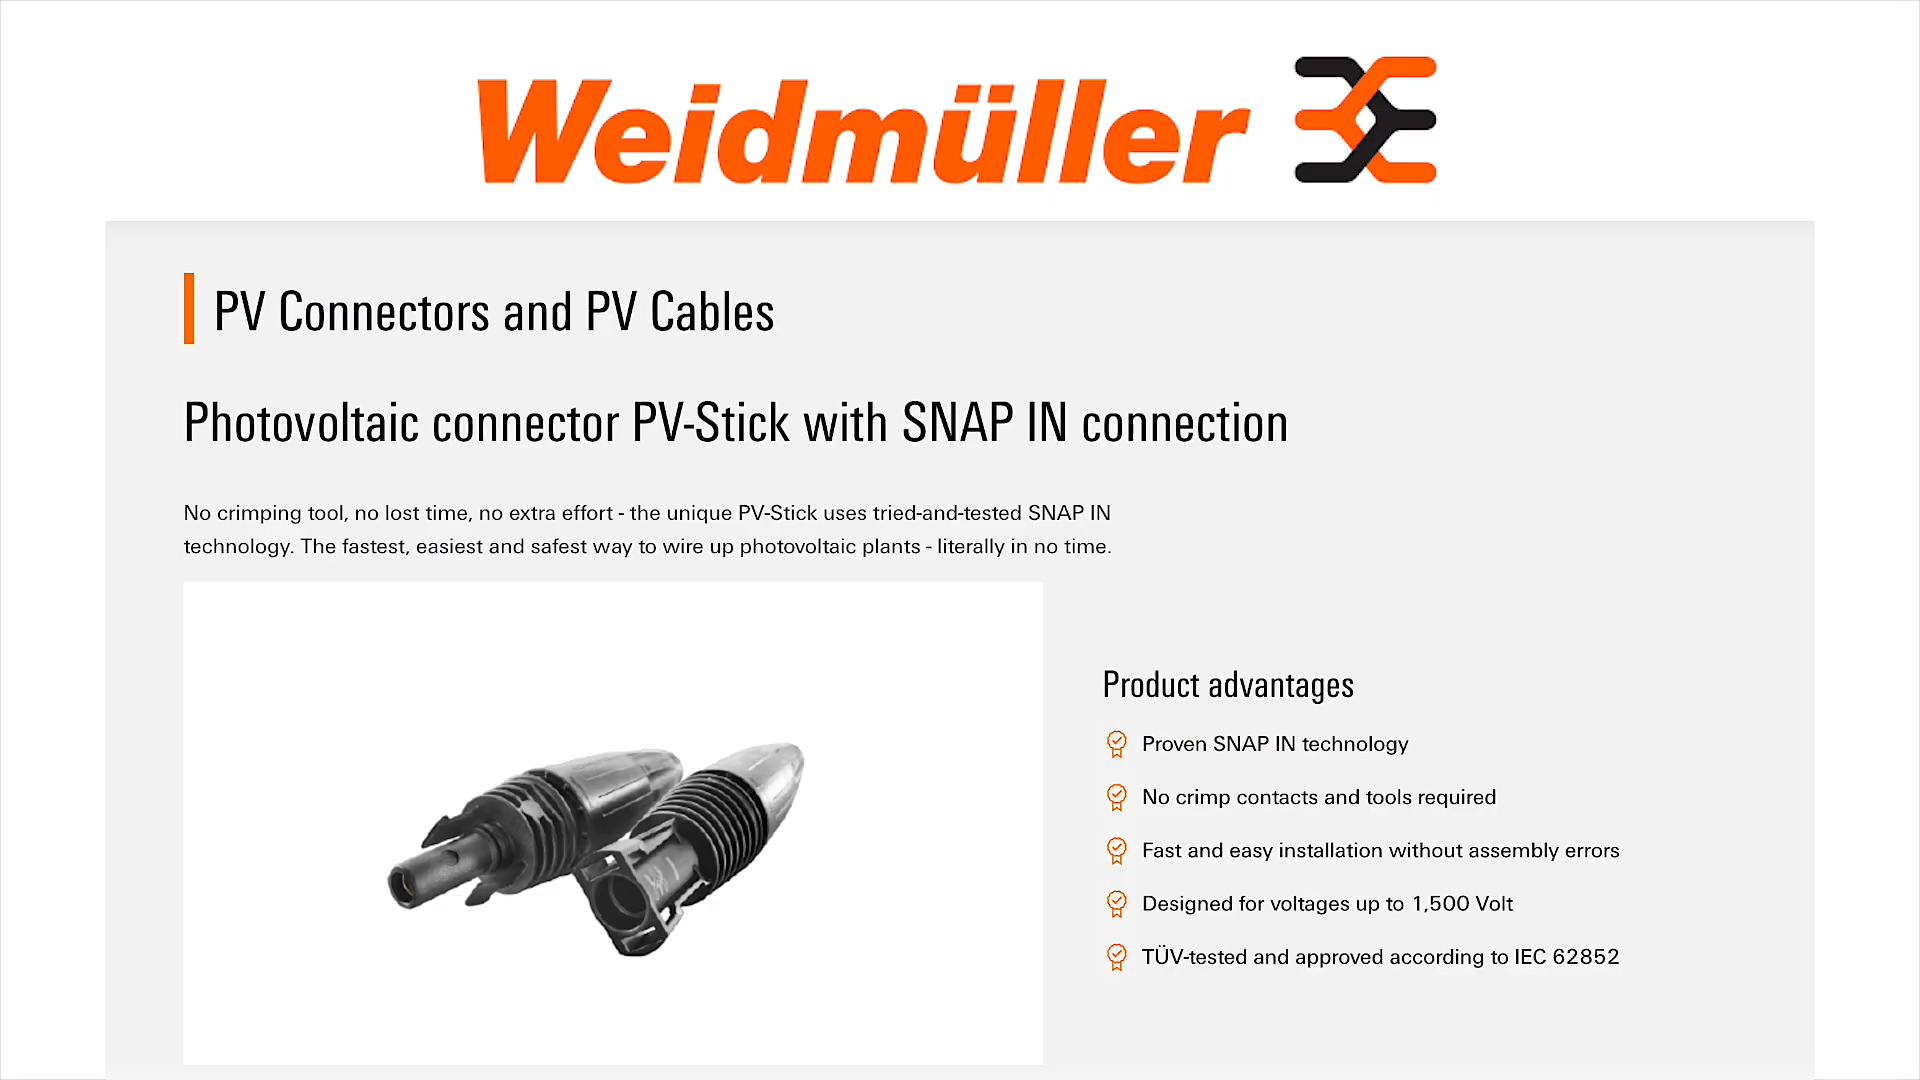 Weidmüller
PV Connectors and PV Cables
Photovoltaic connector PV-Stick with SNAP IN connection
No crimping tool, no lost time, no extra effort - the unique PV-Stick uses tried-and-tested SNAP IN
technology. The fastest, easiest and safest way to wire up photovoltaic plants - literally in no time.
Product advantages
Proven SNAP IN technology
No crimp contacts and tools required
Fast and easy installation without assembly errors
Designed for voltages up to 1,500 Volt
TÜV-tested and approved according to IEC 62852